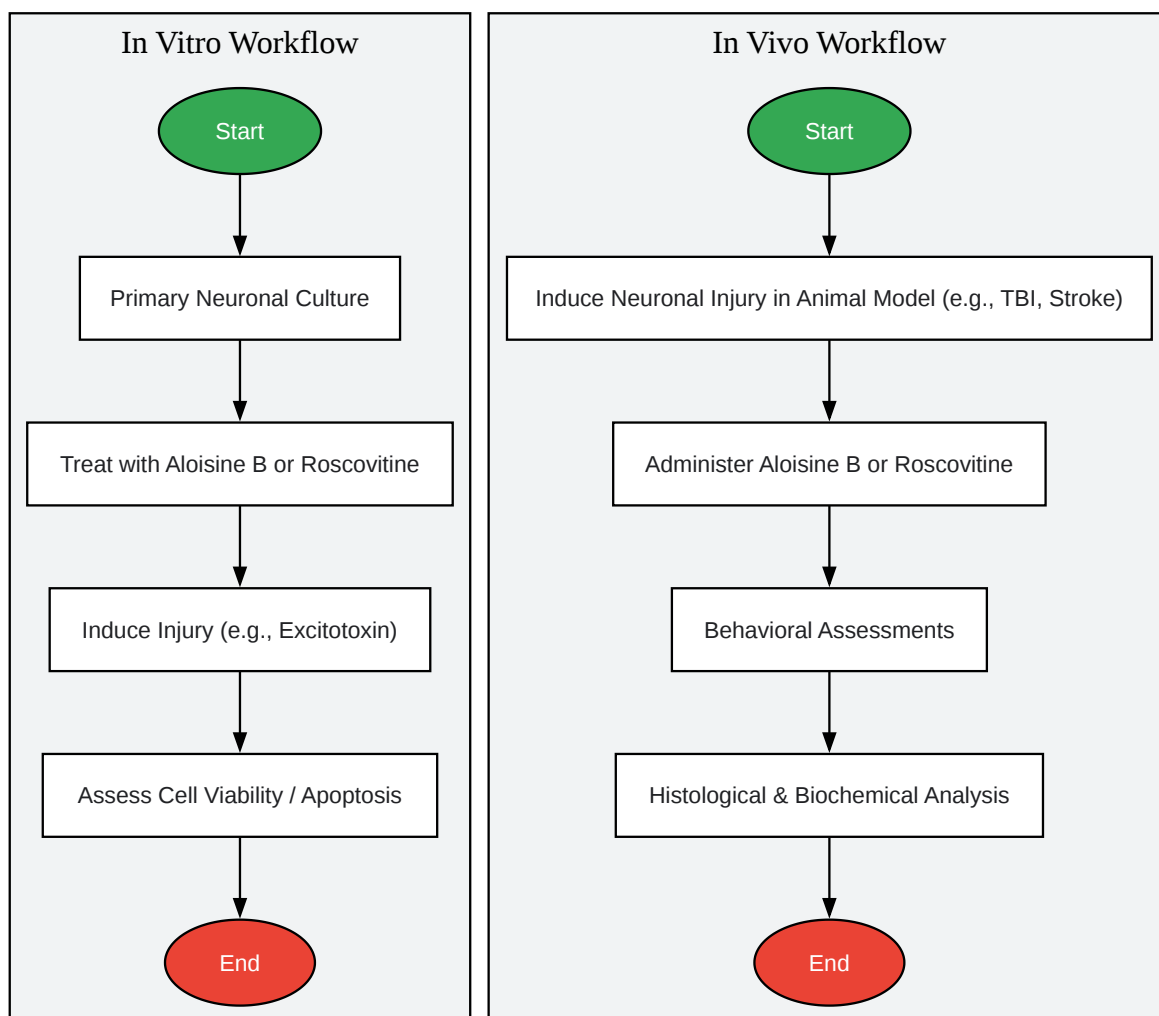 In Vitro Workflow
Start
Primary Neuronal Culture
Treat with Aloisine B or Roscovitine
Induce Injury (e.g., Excitotoxin)
Assess Cell Viability / Apoptosis
End
In Vivo Workflow
Start
Induce Neuronal Injury in Animal Model (e.g., TBI, Stroke)
Administer Aloisine B or Roscovitine
Behavioral Assessments
Histological & Biochemical Analysis
End